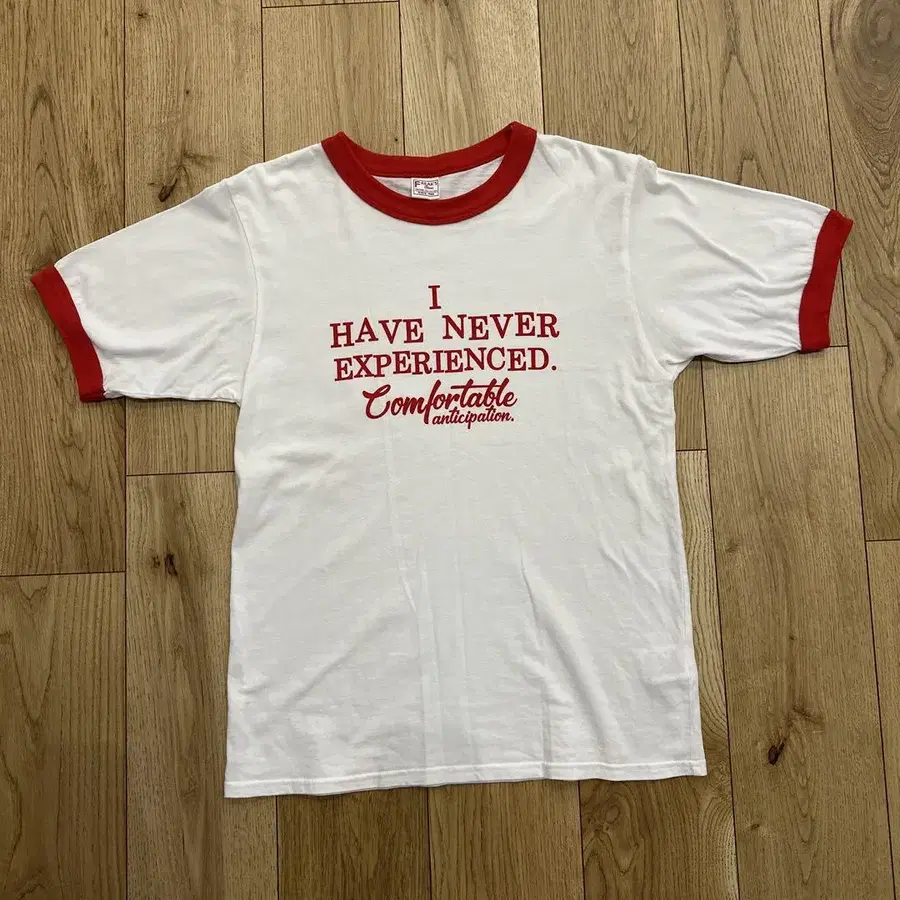 I
HAVE NEVER
EXPERIENCED.
Comfortable
anticipation.